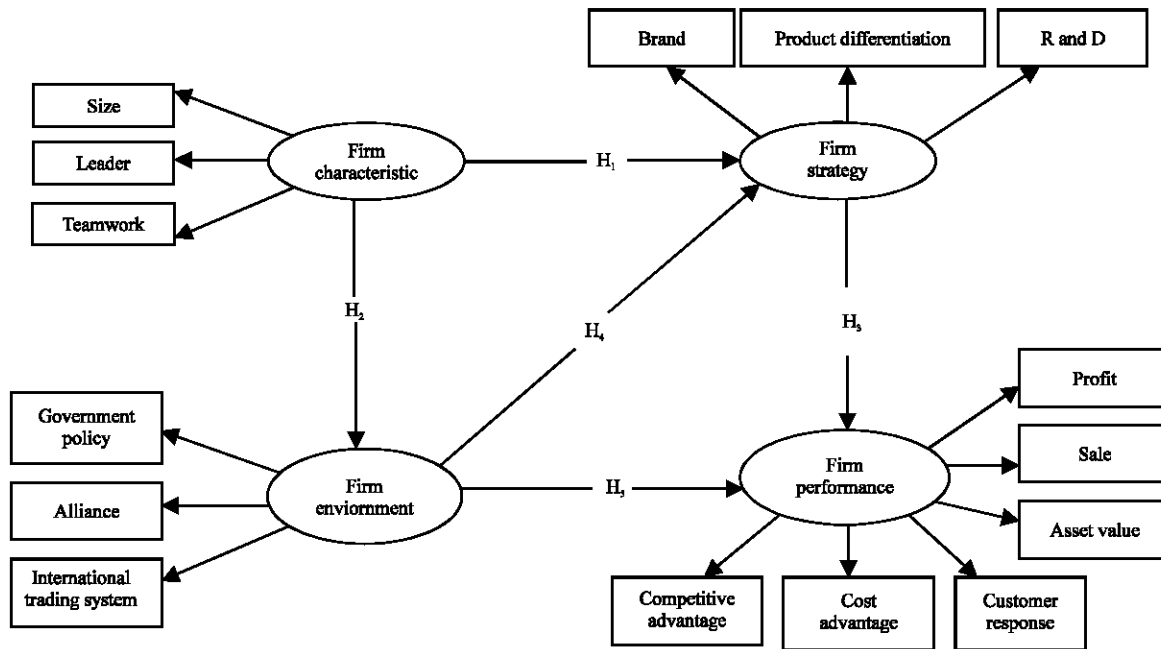 Brand
Product differentiation
R and D
Size
Leader
Teamwork
Firm
characteristic
H₁
Firm
strategy
H₂
H₄
H₅
Government
policy
Alliance
International
trading system
Firm
enviornment
H₃
Firm
performance
Profit
Sale
Asset value
Competitive
advantage
Cost
advantage
Customer
response